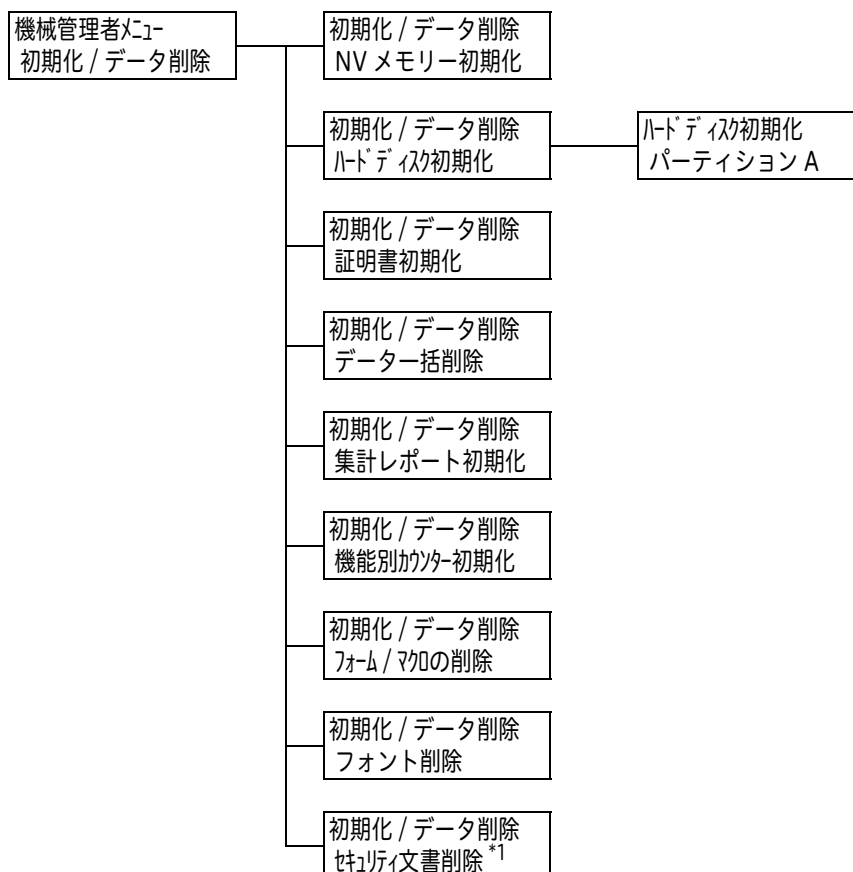 機械管理者ﾒﾆｭｰ
初期化 / データ削除
初期化 / データ削除
NV メモリー初期化
初期化 / データ削除
ﾊｰﾄﾞﾃﾞｨｽｸ初期化
ﾊｰﾄﾞﾃﾞｨｽｸ初期化
パーティション A
初期化 / データ削除
証明書初期化
初期化 / データ削除
データ一括削除
初期化 / データ削除
集計レポート初期化
初期化 / データ削除
機能別ｶｳﾝﾀｰ初期化
初期化 / データ削除
ﾌｫｰﾑ / ﾏｸﾛの削除
初期化 / データ削除
フォント削除
初期化 / データ削除
ｾｷｭﾘﾃｨ文書削除 *1